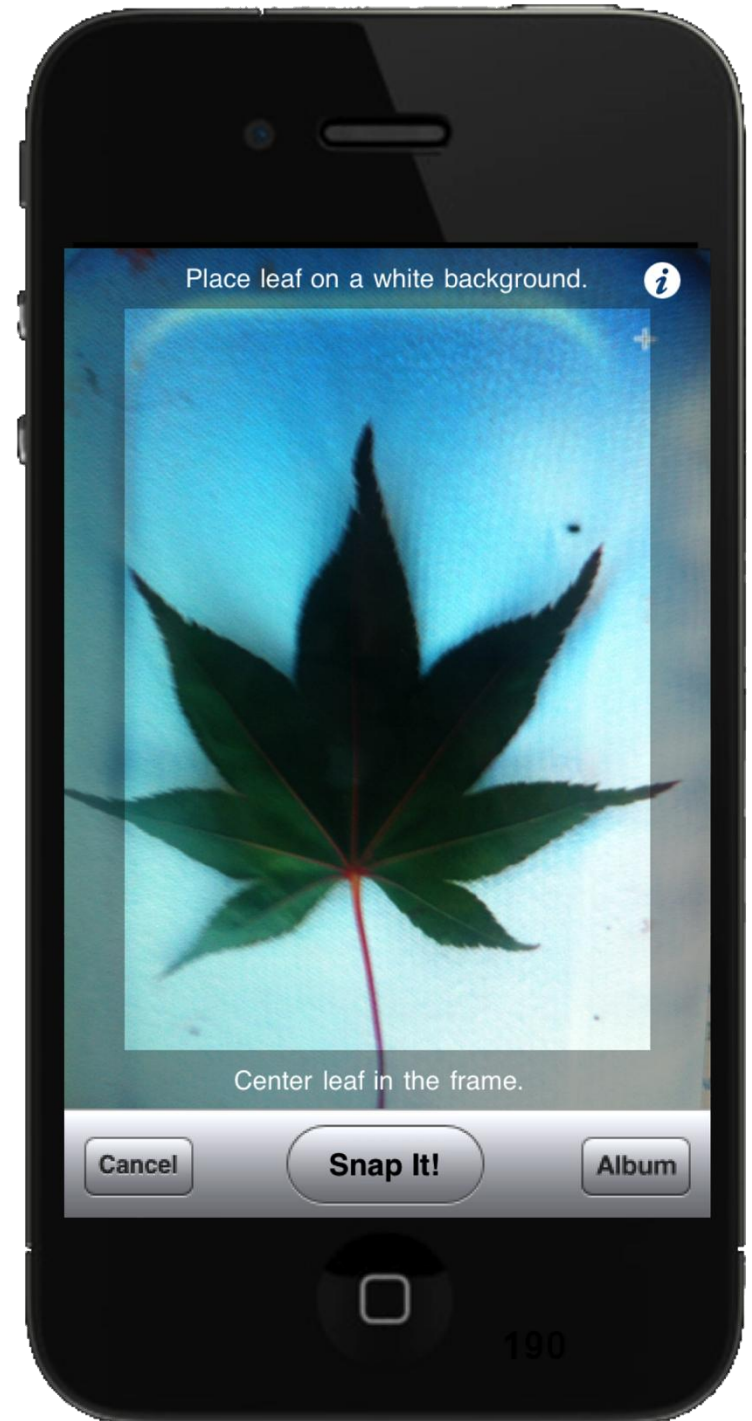 Place leaf on a white background.
i
Center leaf in the frame.
Cancel
Snap It!
Album
190